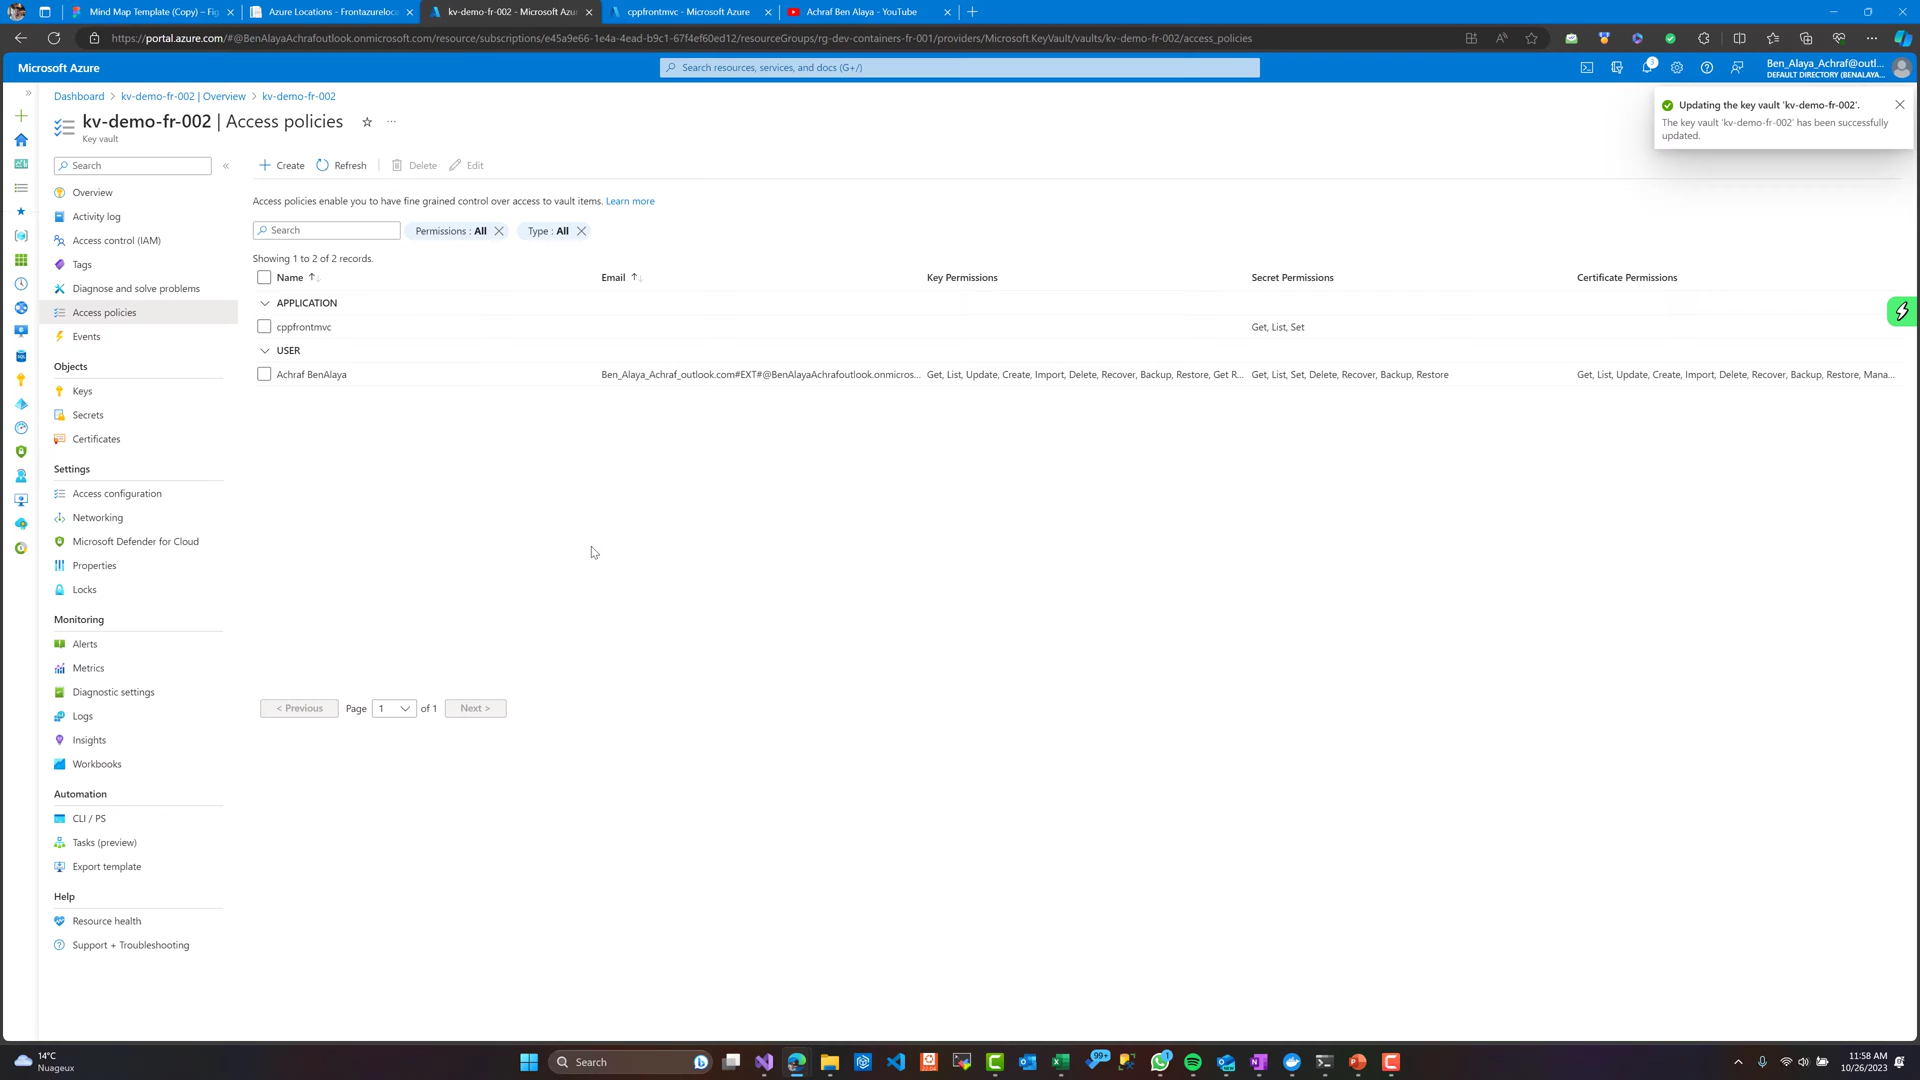 Mind Map Template (Copy) – Fig
Azure Locations - Frontazureloca
kv-demo-fr-002 - Microsoft Azu
cppfrontmvc - Microsoft Azure
Achraf Ben Alaya - YouTube
https://portal.azure.com/#@BenAlayaAchrafoutlook.onmicrosoft.com/resource/subscriptions/e45a9e66-1e4a-4ead-b9c1-67f4ef60ed12/resourceGroups/rg-dev-containers-fr-001/providers/Microsoft.KeyVault/vaults/kv-demo-fr-002/access_policies
Microsoft Azure
Search resources, services, and docs (G+/)
3
Ben_Alaya_Achraf@outl...
DEFAULT DIRECTORY (BENALAYA...
Dashboard > kv-demo-fr-002 | Overview > kv-demo-fr-002
kv-demo-fr-002 | Access policies
Key vault
Updating the key vault 'kv-demo-fr-002'.
The key vault 'kv-demo-fr-002' has been successfully
updated.
Search
Overview
Activity log
Access control (IAM)
Tags
Diagnose and solve problems
Access policies
Events
Objects
Keys
Secrets
Certificates
Settings
Access configuration
Networking
Microsoft Defender for Cloud
Properties
Locks
Monitoring
Alerts
Metrics
Diagnostic settings
Logs
Insights
Workbooks
Automation
CLI / PS
Tasks (preview)
Export template
Help
Resource health
Support + Troubleshooting
Create Refresh Delete Edit
Access policies enable you to have fine grained control over access to vault items. Learn more
Search Permissions : All Type : All
Showing 1 to 2 of 2 records.
Name Email Key Permissions Secret Permissions Certificate Permissions
APPLICATION
cppfrontmvc Get, List, Set
USER
Achraf BenAlaya Ben_Alaya_Achraf_outlook.com#EXT#@BenAlayaAchrafoutlook.onmicros... Get, List, Update, Create, Import, Delete, Recover, Backup, Restore, Get R... Get, List, Set, Delete, Recover, Backup, Restore Get, List, Update, Create, Import, Delete, Recover, Backup, Restore, Mana...
< Previous Page 1 of 1 Next >
14°C
Nuageux
Search
22.04
99+
1
11:58 AM
10/26/2023